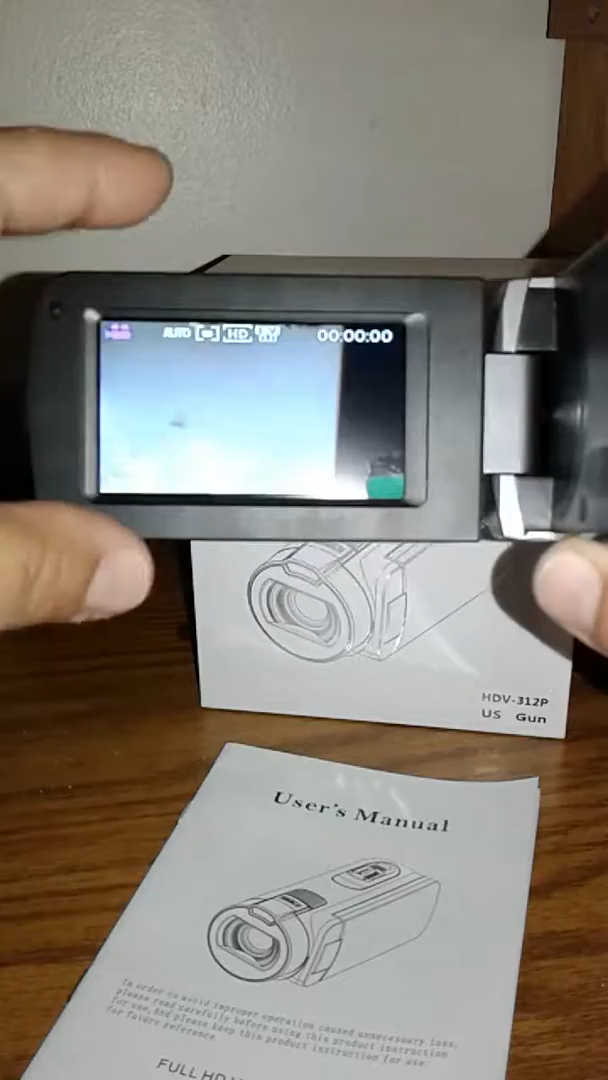 AUTO HD 00:00:00
HDV-312P
US Gun
User's Manual
In order to avoid improper operation caused unnecessary loss,
please read carefully before using this product instruction
for use, And please keep this product instruction for use:
for future reference.
FULL HD